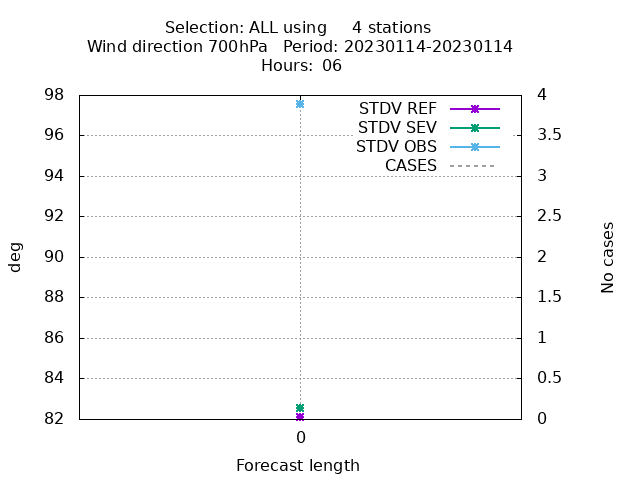 Selection: ALL using     4 stations
Wind direction 700hPa   Period: 20230114-20230114
Hours: 06
98
96
94
92
90
88
86
84
82
4
3.5
3
2.5
2
1.5
1
0.5
0
deg
No cases
STDV REF
STDV SEV
STDV OBS
CASES
0
Forecast length